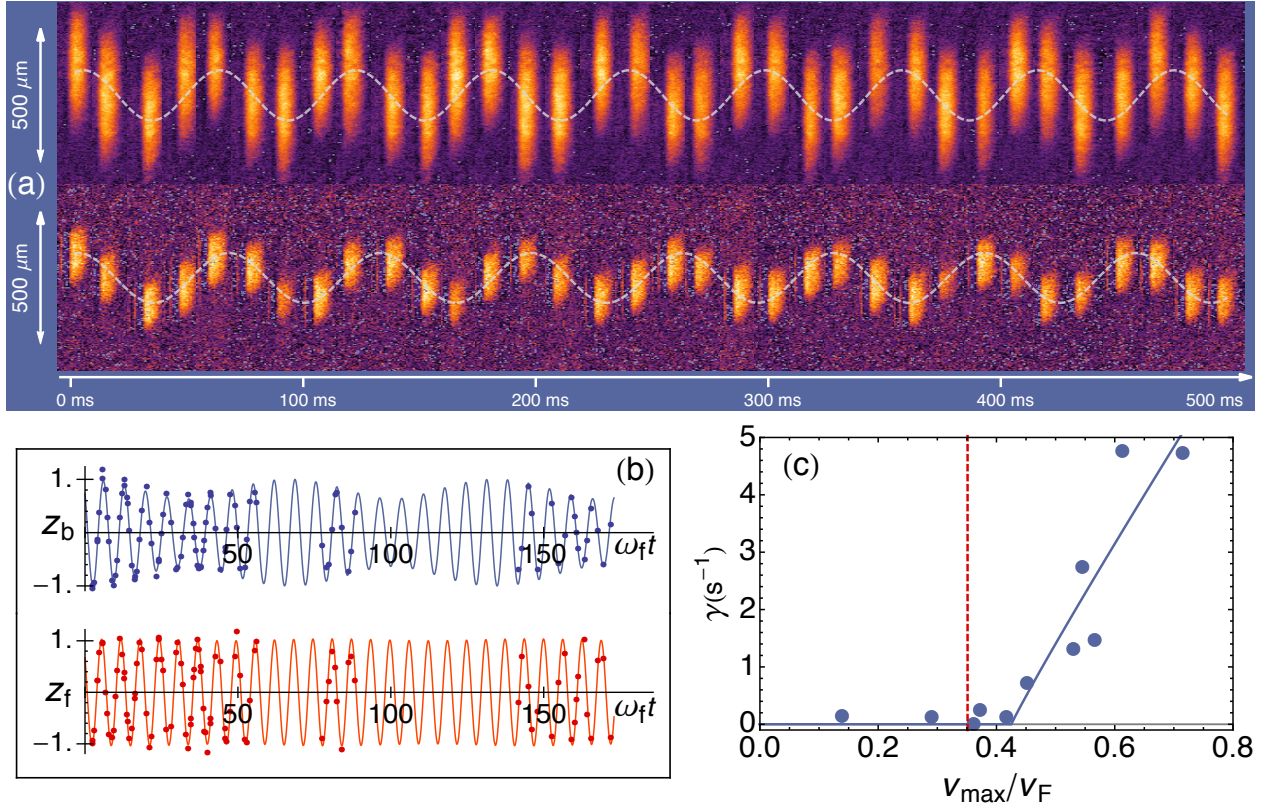 500 μm
(a)
500 μm
0 ms 100 ms 200 ms 300 ms 400 ms 500 ms
(b)
1.
z_b
50 100 150 ω_f t
−1.
1.
z_f
50 100 150 ω_f t
−1.
(c)
5
4
3
2
1
0
γ(s⁻¹)
0.0 0.2 0.4 0.6 0.8
v_max/v_F